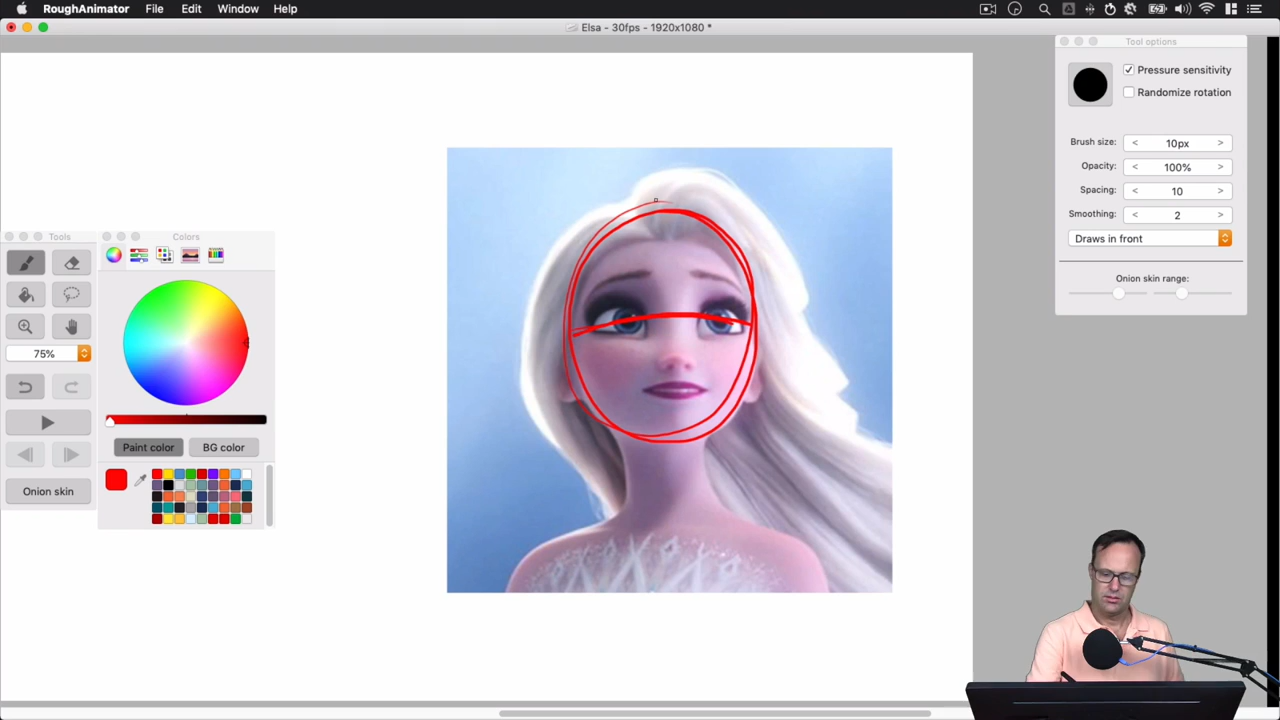 RoughAnimator File Edit Window Help
Elsa - 30fps - 1920x1080 *
Tool options
Pressure sensitivity
Randomize rotation
Brush size: < 10px >
Opacity: < 100% >
Spacing: < 10 >
Smoothing: < 2 >
Draws in front
Onion skin range:
Tools
75%
Onion skin
Colors
Paint color BG color